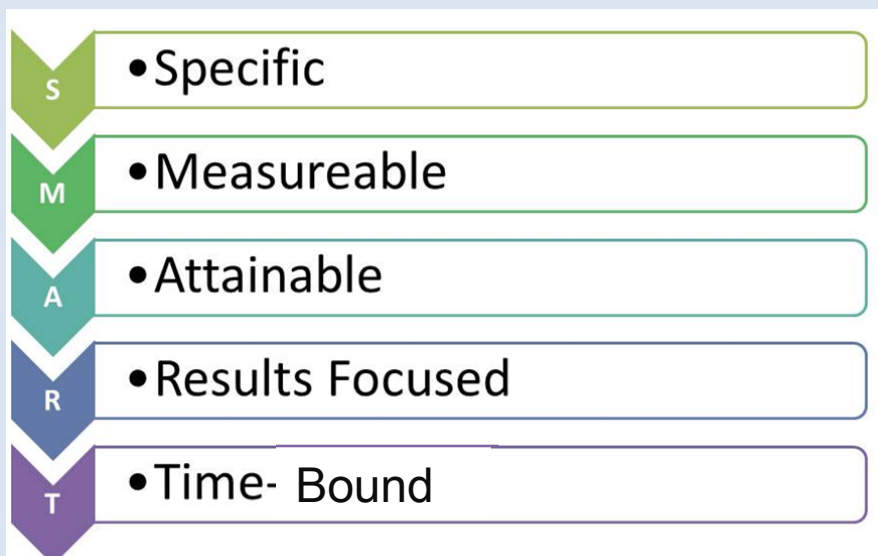 S •Specific
M •Measureable
A •Attainable
R •Results Focused
T •Time- Bound